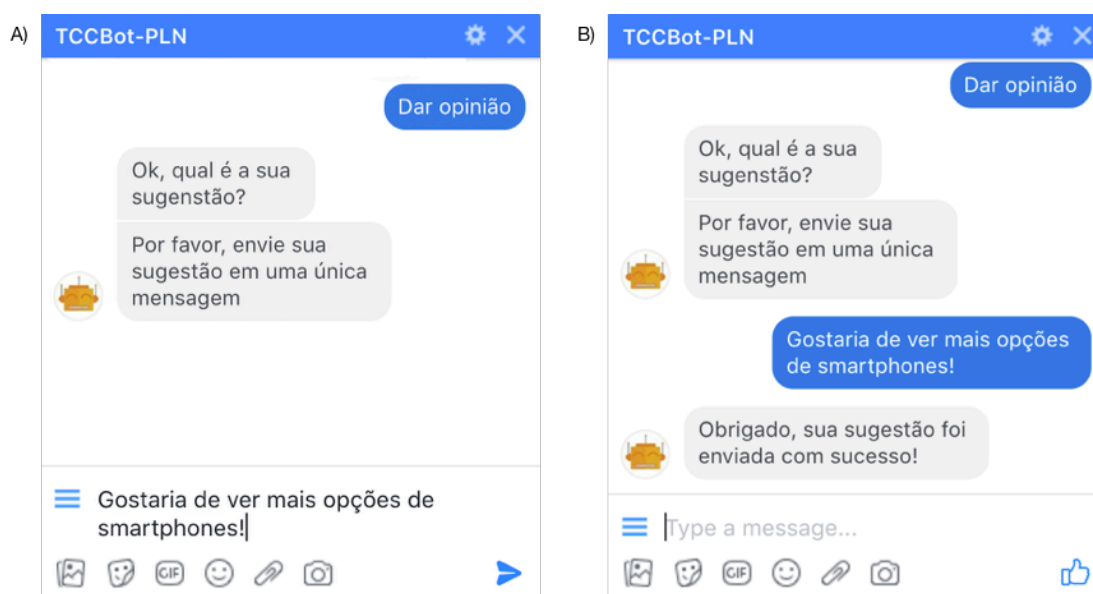 A)
TCCBot-PLN
Dar opinião
Ok, qual é a sua
sugenstão?
Por favor, envie sua
sugestão em uma única
mensagem
Gostaria de ver mais opções de
smartphones!
GIF
B)
TCCBot-PLN
Dar opinião
Ok, qual é a sua
sugenstão?
Por favor, envie sua
sugestão em uma única
mensagem
Gostaria de ver mais opções
de smartphones!
Obrigado, sua sugestão foi
enviada com sucesso!
Type a message...
GIF